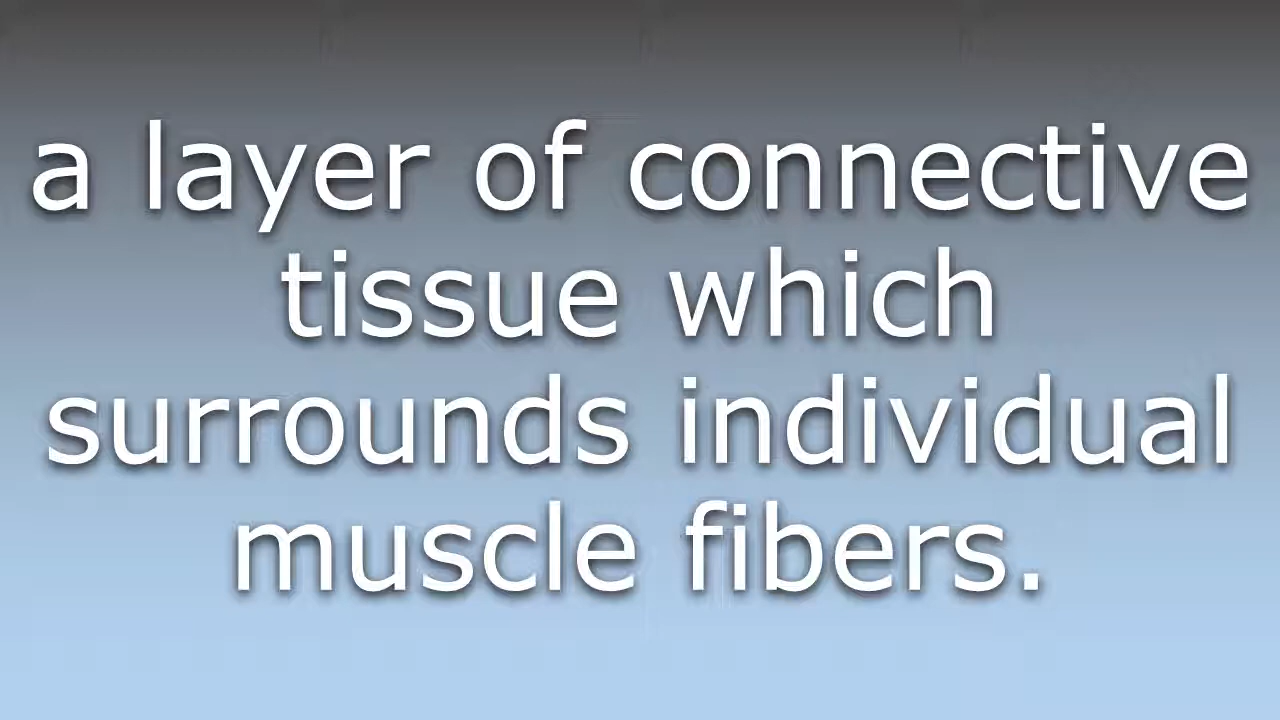 a layer of connective
tissue which
surrounds individual
muscle fibers.